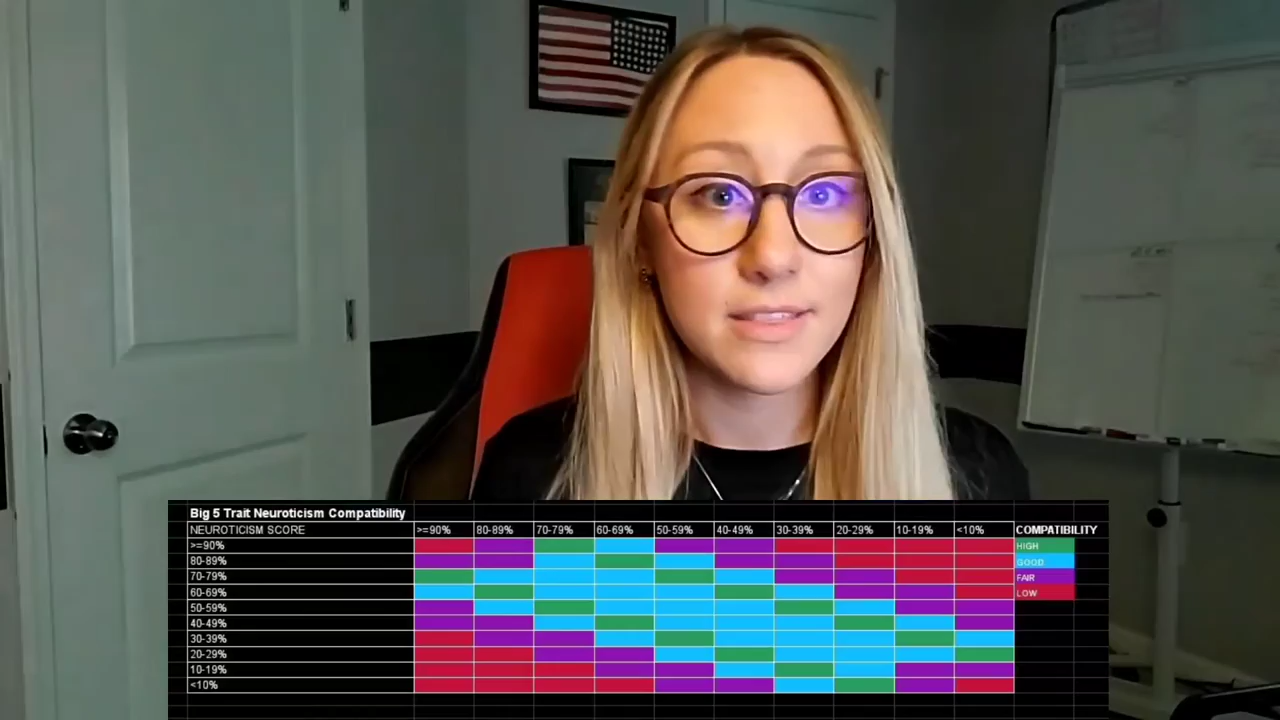 Big 5 Trait Neuroticism Compatibility
NEUROTICISM SCORE >=90% 80-89% 70-79% 60-69% 50-59% 40-49% 30-39% 20-29% 10-19% <10% COMPATIBILITY
>=90% HIGH
80-89% GOOD
70-79% FAIR
60-69% LOW
50-59%
40-49%
30-39%
20-29%
10-19%
<10%